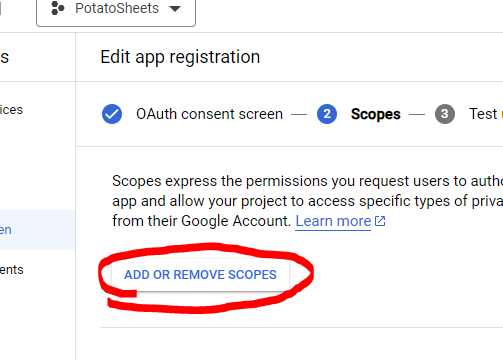 PotatoSheets
s
Edit app registration
ices
OAuth consent screen — 2 Scopes — 3 Test
Scopes express the permissions you request users to autho
app and allow your project to access specific types of priva
from their Google Account. Learn more
en
ents
ADD OR REMOVE SCOPES